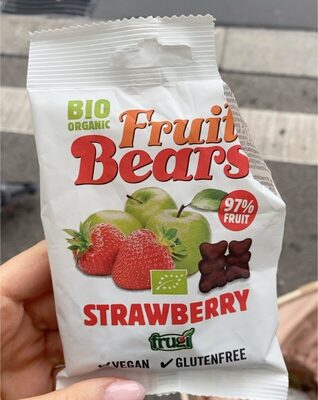 BIO
ORGANIC
Fruit
Bears
97%
FRUIT
STRAWBERRY
frugi
✓VEGAN ✓GLUTENFREE